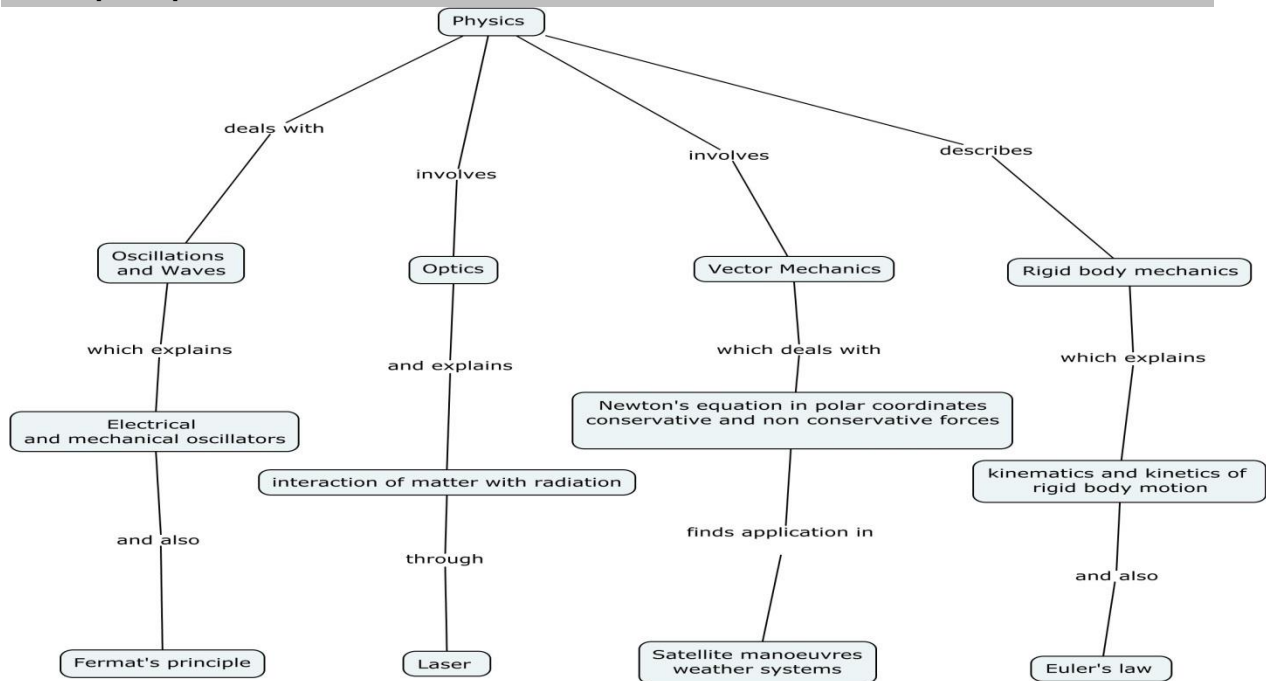 Physics
deals with
involves
involves
describes
Oscillations
and Waves
Optics
Vector Mechanics
Rigid body mechanics
which explains
and explains
which deals with
which explains
Electrical
and mechanical oscillators
interaction of matter with radiation
Newton's equation in polar coordinates
conservative and non conservative forces
kinematics and kinetics of
rigid body motion
and also
through
finds application in
and also
Fermat's principle
Laser
Satellite manoeuvres
weather systems
Euler's law